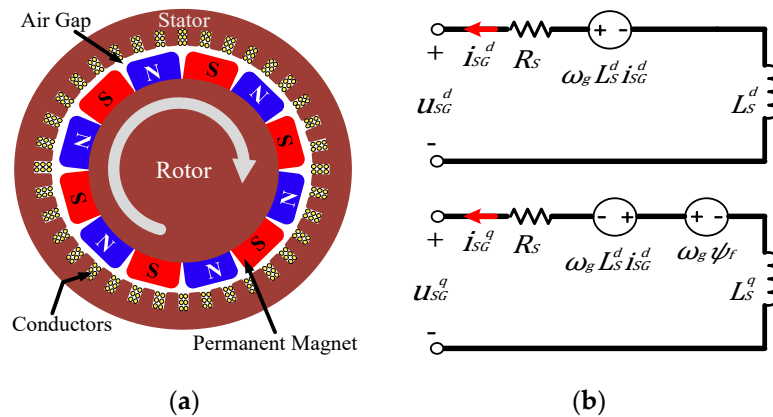 Air Gap
Stator
N
S
N
S
N
S
N
S
N
S
N
S
Rotor
Conductors
Permanent Magnet
(a)
+
i_SG^d
R_S
+ -
ω_g L_S^d i_SG^d
u_SG^d
L_S^d
-
+
i_SG^q
R_S
- +
ω_g L_S^d i_SG^d
+ -
ω_g ψ_f
u_SG^q
L_S^q
-
(b)